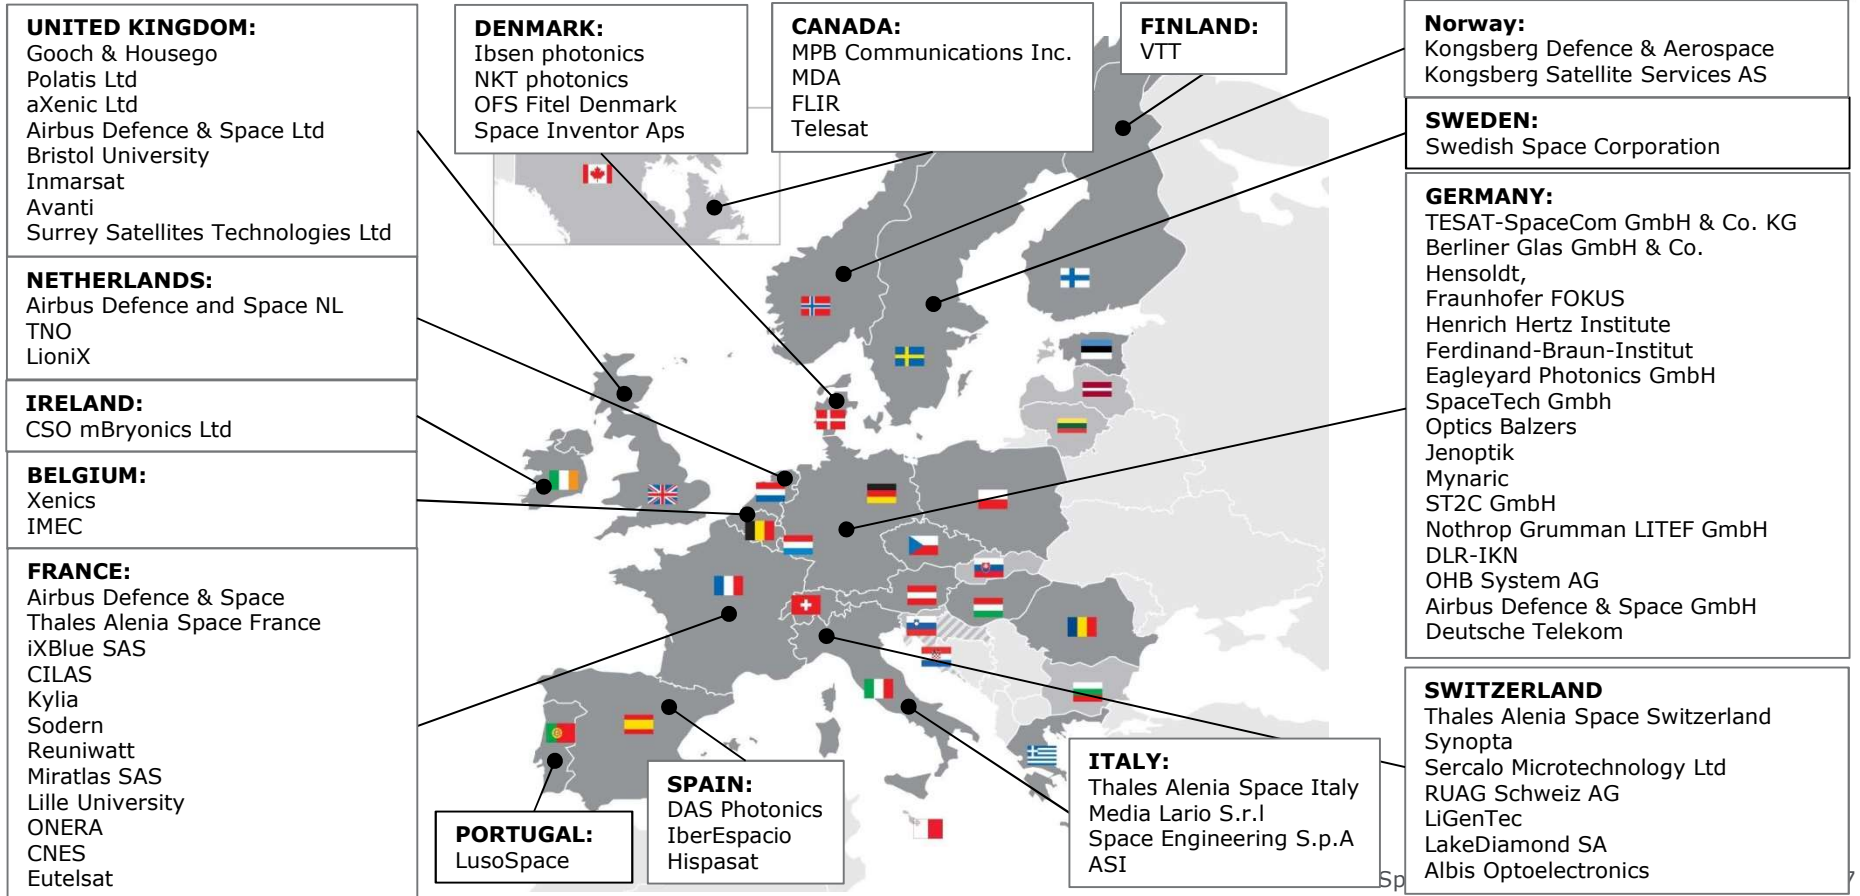 UNITED KINGDOM:
Gooch & Housego
Polatis Ltd
aXenic Ltd
Airbus Defence & Space Ltd
Bristol University
Inmarsat
Avanti
Surrey Satellites Technologies Ltd
NETHERLANDS:
Airbus Defence and Space NL
TNO
LioniX
IRELAND:
CSO mBryonics Ltd
BELGIUM:
Xenics
IMEC
FRANCE:
Airbus Defence & Space
Thales Alenia Space France
iXBlue SAS
CILAS
Kylia
Sodern
Reuniwatt
Miratlas SAS
Lille University
ONERA
CNES
Eutelsat
DENMARK:
Ibsen photonics
NKT photonics
OFS Fitel Denmark
Space Inventor Aps
CANADA:
MPB Communications Inc.
MDA
FLIR
Telesat
FINLAND:
VTT
PORTUGAL:
LusoSpace
SPAIN:
DAS Photonics
IberEspacio
Hispasat
ITALY:
Thales Alenia Space Italy
Media Lario S.r.l
Space Engineering S.p.A
ASI
Norway:
Kongsberg Defence & Aerospace
Kongsberg Satellite Services AS
SWEDEN:
Swedish Space Corporation
GERMANY:
TESAT-SpaceCom GmbH & Co. KG
Berliner Glas GmbH & Co.
Hensoldt,
Fraunhofer FOKUS
Henrich Hertz Institute
Ferdinand-Braun-Institut
Eagleyard Photonics GmbH
SpaceTech Gmbh
Optics Balzers
Jenoptik
Mynaric
ST2C GmbH
Nothrop Grumman LITEF GmbH
DLR-IKN
OHB System AG
Airbus Defence & Space GmbH
Deutsche Telekom
SWITZERLAND
Thales Alenia Space Switzerland
Synopta
Sercalo Microtechnology Ltd
RUAG Schweiz AG
LiGenTec
LakeDiamond SA
Albis Optoelectronics